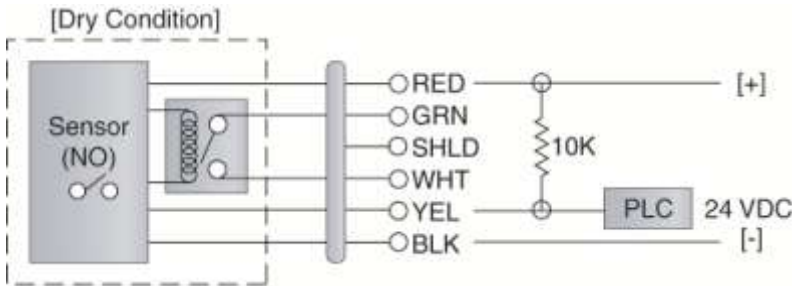 [Dry Condition]
Sensor
(NO)
RED
GRN
SHLD
WHT
YEL
BLK
10K
[+]
PLC
24 VDC
[-]